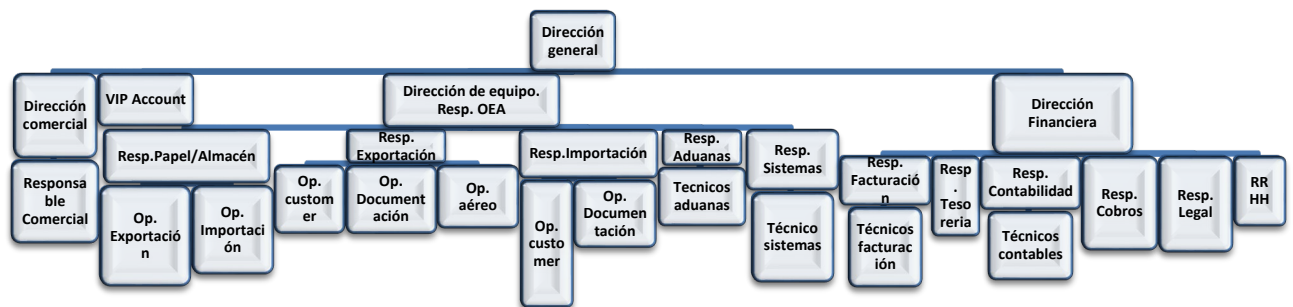 Dirección
general
Dirección
comercial
VIP Account
Dirección de equipo.
Resp. OEA
Dirección
Financiera
Resp.Papel/Almacén
Resp.
Exportación
Resp.Importación
Resp.
Aduanas
Resp.
Sistemas
Responsa
ble
Comercial
Op.
Exportació
n
Op.
Importa
ción
Op.
custom
er
Op.
Document
ación
Op.
aéreo
Op.
custo
mer
Op.
Documen
tación
Tecnicos
aduanas
Técnico
sistemas
Resp.
Facturació
n
Resp
.
Teso
reria
Resp.
Contabilidad
Resp.
Cobros
Resp.
Legal
RR
HH
Técnicos
facturac
ión
Técnicos
contables